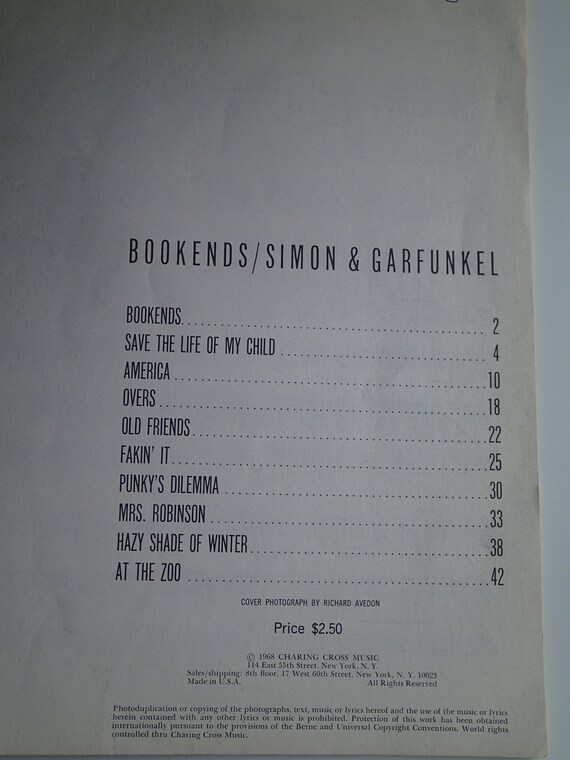 BOOKENDS/SIMON & GARFUNKEL
BOOKENDS.......................................... 2
SAVE THE LIFE OF MY CHILD ............................ 4
AMERICA ..........................................10
OVERS ............................................18
OLD FRIENDS.......................................22
FAKIN' IT..........................................25
PUNKY'S DILEMMA ...................................30
MRS. ROBINSON .....................................33
HAZY SHADE OF WINTER................................38
AT THE ZOO ........................................42
COVER PHOTOGRAPH BY RICHARD AVEDON
Price $2.50
© 1968 CHARING CROSS MUSIC
114 East 55th Street, New York, N. Y.
Sales/shipping: 8th floor, 17 West 60th Street, New York, N. Y. 10023
Made in U.S.A. All Rights Reserved
Photoduplication or copying of the photographs, text, music or lyrics hereof and the use of the music or lyrics
herein contained with any other lyrics or music is prohibited. Protection of this work has been obtained
internationally pursuant to the provisions of the Berne and Universal Copyright Conventions. World rights
controlled thru Charing Cross Music.